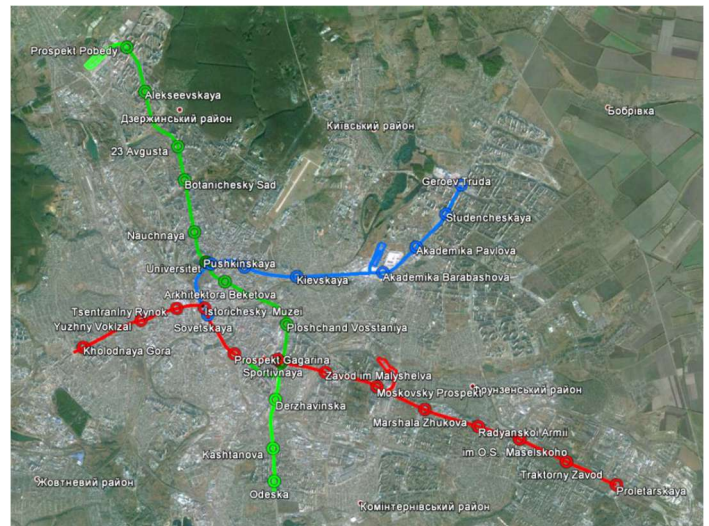 Prospekt Pobedy
Alekseevskaya
Дзержинський район
Бобрівка
Київський район
23 Avgusta
Botanichesky Sad
Geroev Truda
Studencheskaya
Nauchnaya
Akademika Pavlova
Pushkinskaya
Universitet
Kievskaya
Akademika Barabashova
Arkhitektora Beketova
Tsentranlny Rynok
Istorichesky Muzei
Yuzhny Vokzal
Sovetskaya
Ploshchand Vosstaniya
Kholodnaya Gora
Prospekt Gagarina
Sportivnaya
Zavod im Malyshelva
Moskovsky Prospekt
Фрунзенський район
Derzhavinska
Marshala Zhukova
Radyanskoi Armii
Kashtanova
im O S Maselskoho
Traktorny Zavod
Жовтневий район
Odeska
Proletarskaya
Комінтернівський район